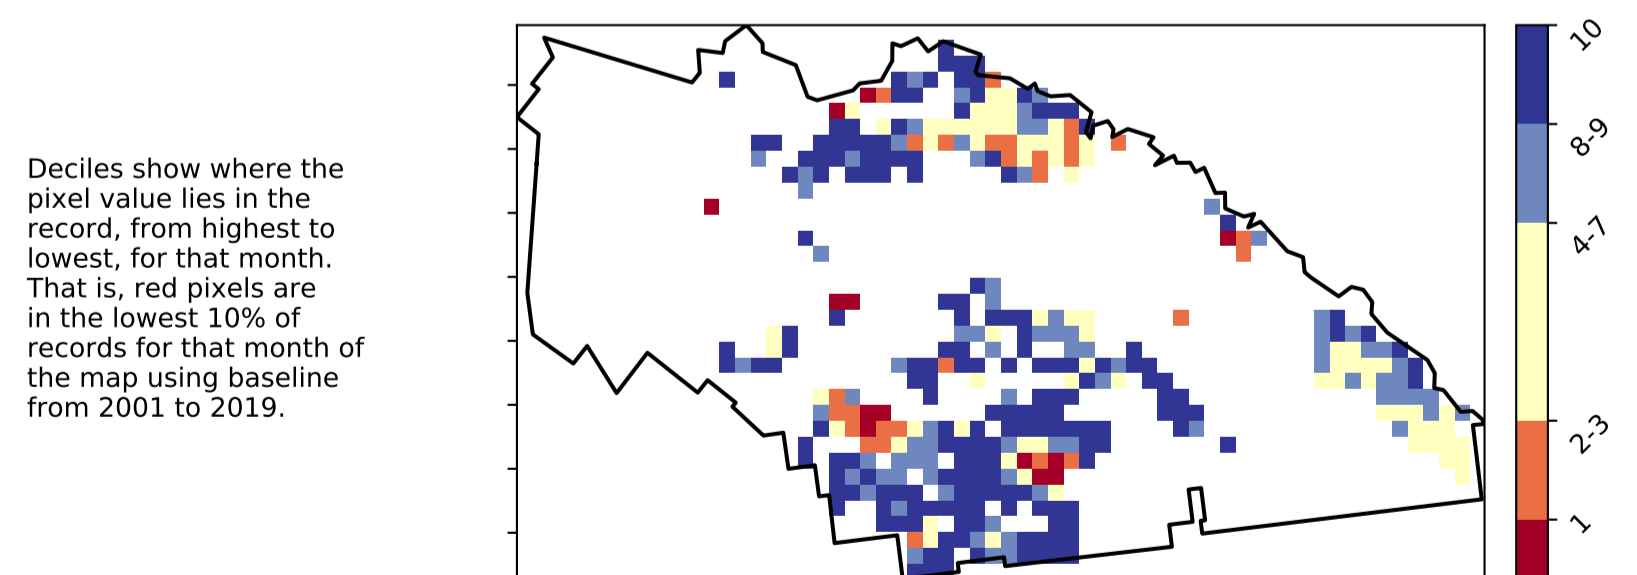 Deciles show where the
pixel value lies in the
record, from highest to
lowest, for that month.
That is, red pixels are
in the lowest 10% of
records for that month of
the map using baseline
from 2001 to 2019.
10
8-9
4-7
2-3
1